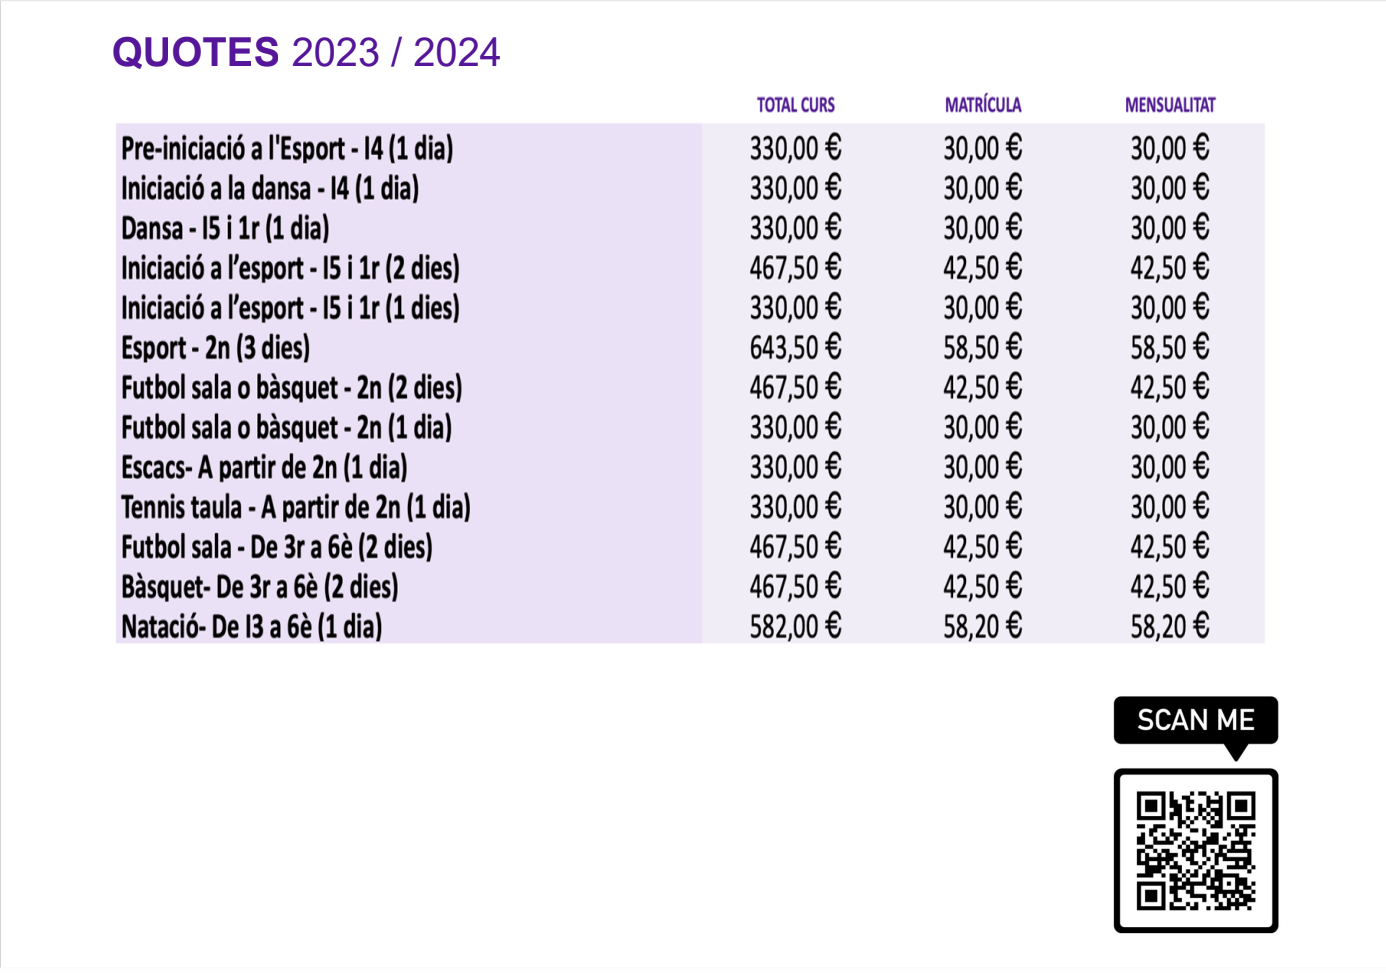 QUOTES 2023 / 2024
TOTAL CURS MATRÍCULA MENSUALITAT
Pre-iniciació a l'Esport - I4 (1 dia) 330,00 € 30,00 € 30,00 €
Iniciació a la dansa - I4 (1 dia) 330,00 € 30,00 € 30,00 €
Dansa - I5 i 1r (1 dia) 330,00 € 30,00 € 30,00 €
Iniciació a l’esport - I5 i 1r (2 dies) 467,50 € 42,50 € 42,50 €
Iniciació a l’esport - I5 i 1r (1 dies) 330,00 € 30,00 € 30,00 €
Esport - 2n (3 dies) 643,50 € 58,50 € 58,50 €
Futbol sala o bàsquet - 2n (2 dies) 467,50 € 42,50 € 42,50 €
Futbol sala o bàsquet - 2n (1 dia) 330,00 € 30,00 € 30,00 €
Escacs- A partir de 2n (1 dia) 330,00 € 30,00 € 30,00 €
Tennis taula - A partir de 2n (1 dia) 330,00 € 30,00 € 30,00 €
Futbol sala - De 3r a 6è (2 dies) 467,50 € 42,50 € 42,50 €
Bàsquet- De 3r a 6è (2 dies) 467,50 € 42,50 € 42,50 €
Natació- De I3 a 6è (1 dia) 582,00 € 58,20 € 58,20 €
SCAN ME